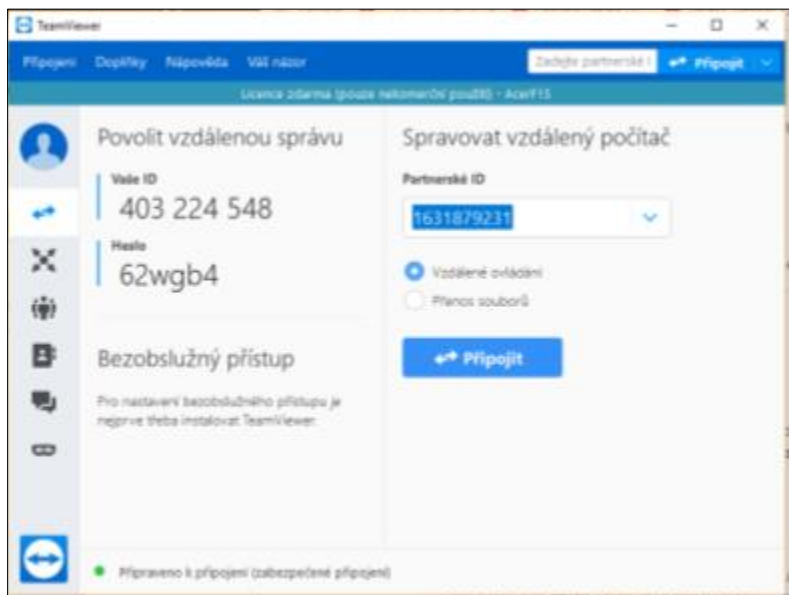 TeamViewer
Připojení Doplňky Nápověda Váš názor
Zadejte partnerské I Připojit
Licence zdarma (pouze nekomerční použití) - AcerF15
Povolit vzdálenou správu
Vaše ID
403 224 548
Heslo
62wgb4
Bezobslužný přístup
Pro nastavení bezobslužného přístupu je
nejprve třeba instalovat TeamViewer.
Spravovat vzdálený počítač
Partnerské ID
1631879231
Vzdálené ovládání
Přenos souborů
Připojit
Připraveno k připojení (zabezpečené připojení)